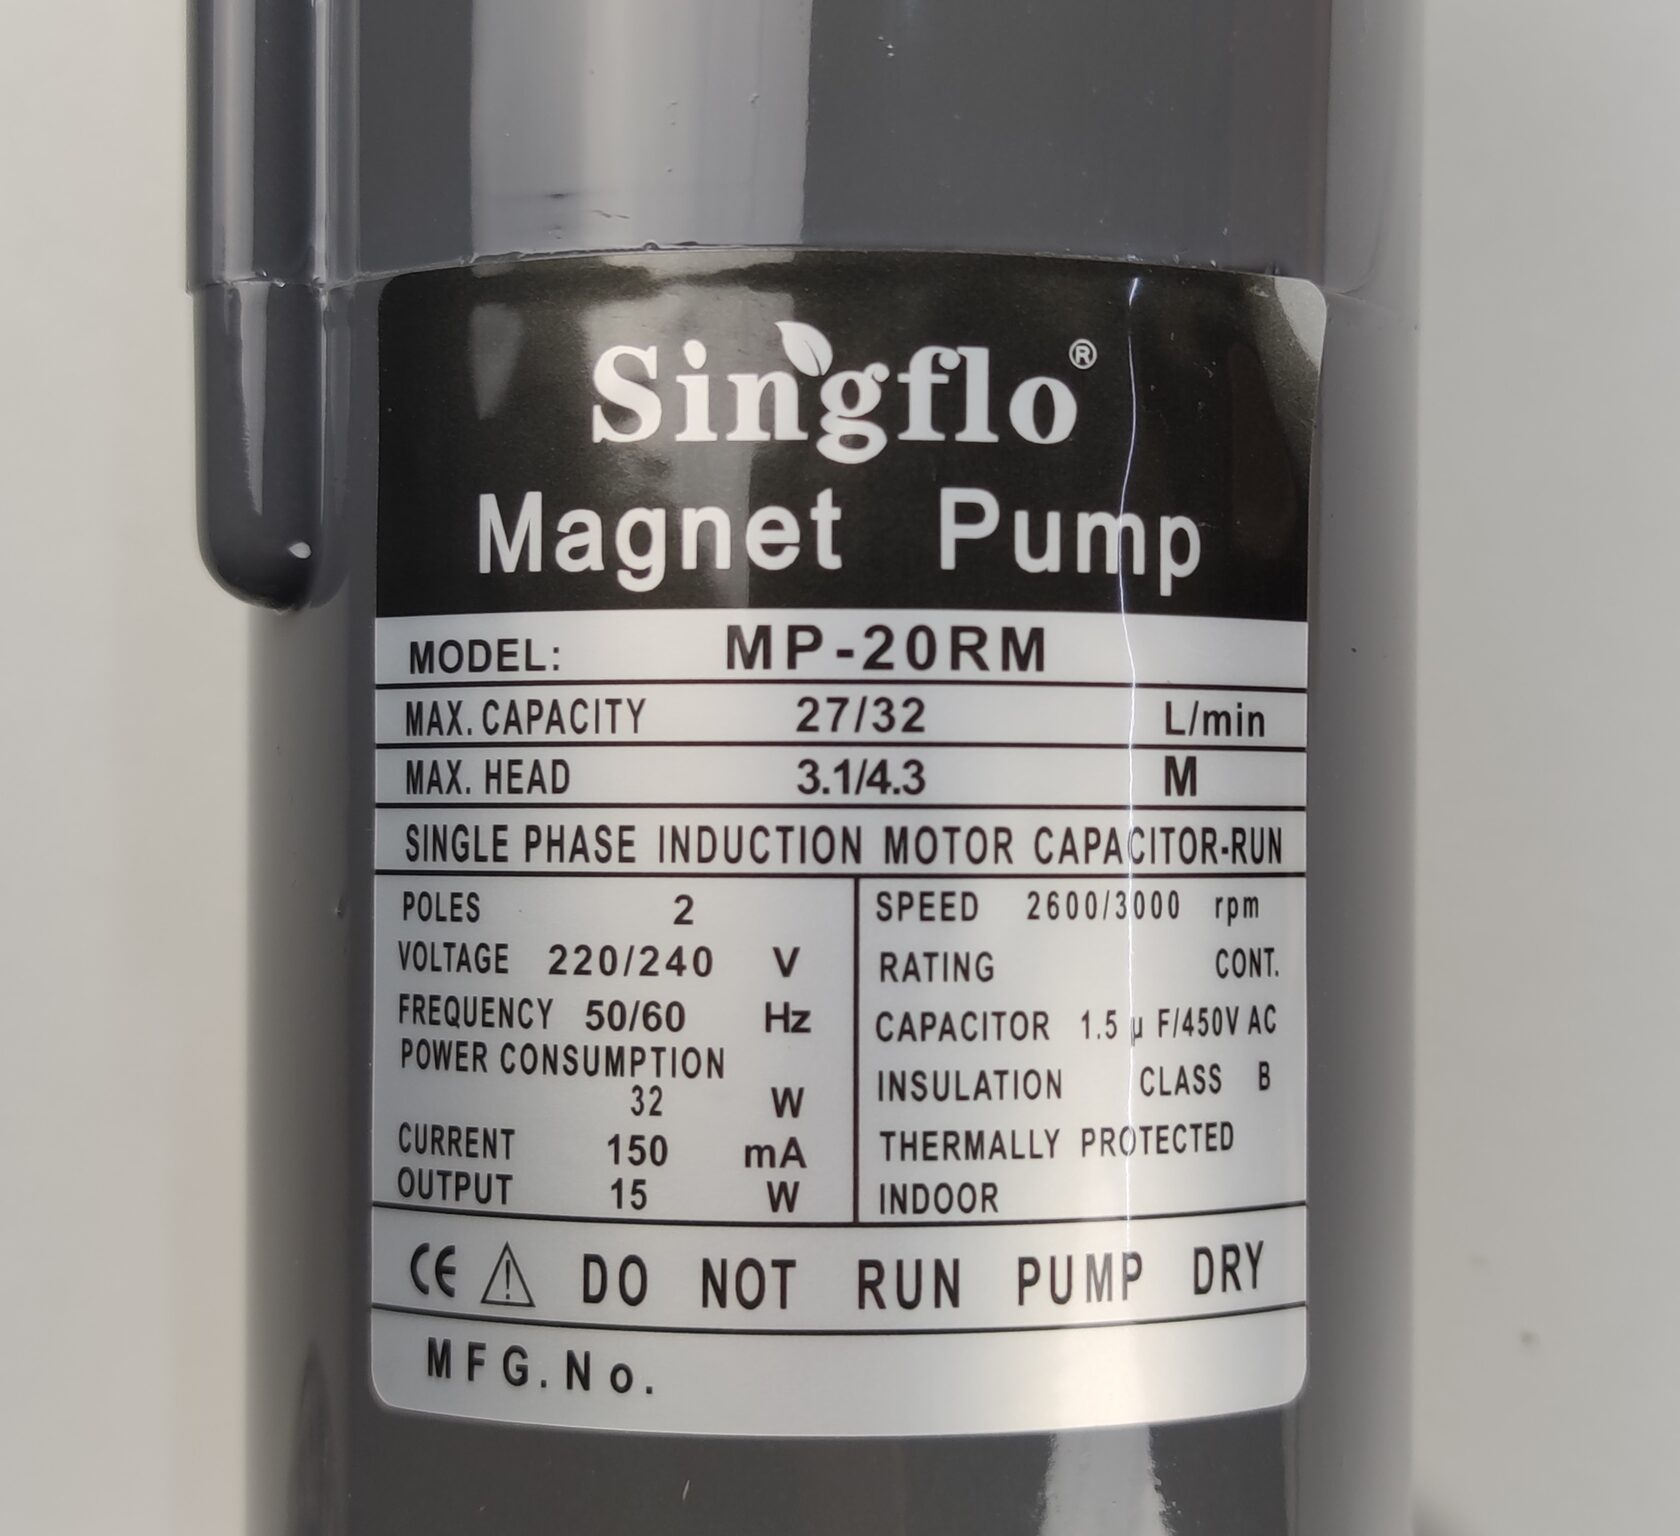 Singflo®
Magnet Pump
MODEL: MP-20RM
MAX. CAPACITY 27/32 L/min
MAX. HEAD 3.1/4.3 M
SINGLE PHASE INDUCTION MOTOR CAPACITOR-RUN
POLES 2
VOLTAGE 220/240 V
FREQUENCY 50/60 Hz
POWER CONSUMPTION
32 W
CURRENT 150 mA
OUTPUT 15 W
SPEED 2600/3000 rpm
RATING CONT.
CAPACITOR 1.5 μ F/450V AC
INSULATION CLASS B
THERMALLY PROTECTED
INDOOR
CE ! DO NOT RUN PUMP DRY
MFG.No.